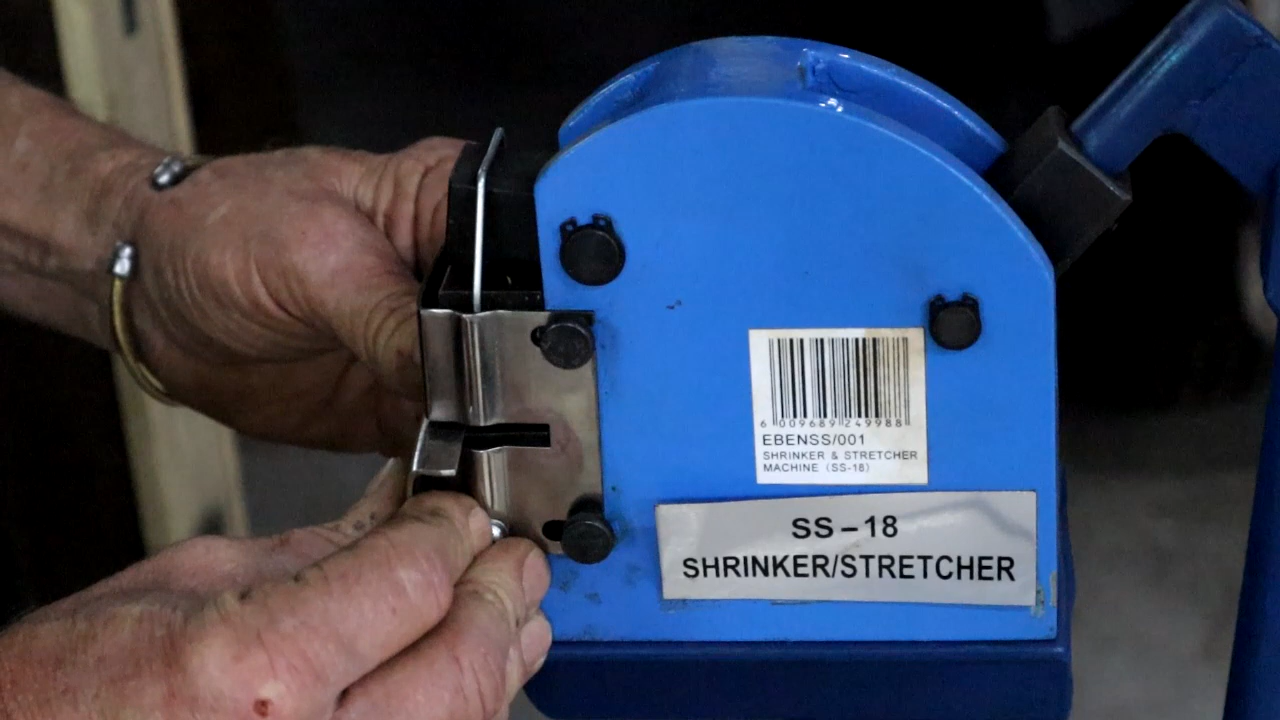 6 009689 249988
EBENSS/001
SHRINKER & STRETCHER
MACHINE (SS-18)
SS-18
SHRINKER/STRETCHER